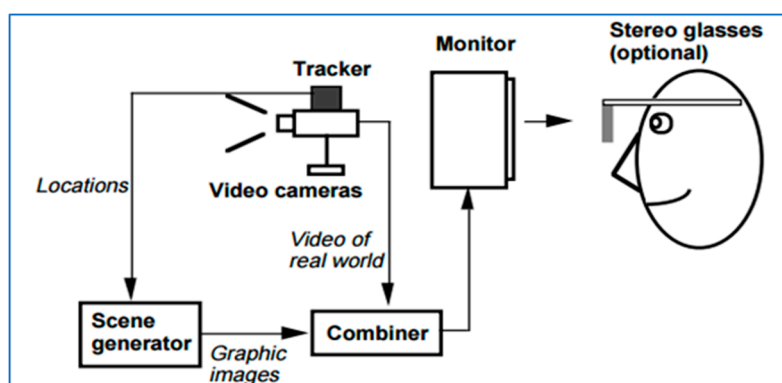 Stereo glasses
(optional)
Monitor
Tracker
Locations
Video cameras
Video of
real world
Scene
generator
Combiner
Graphic
images